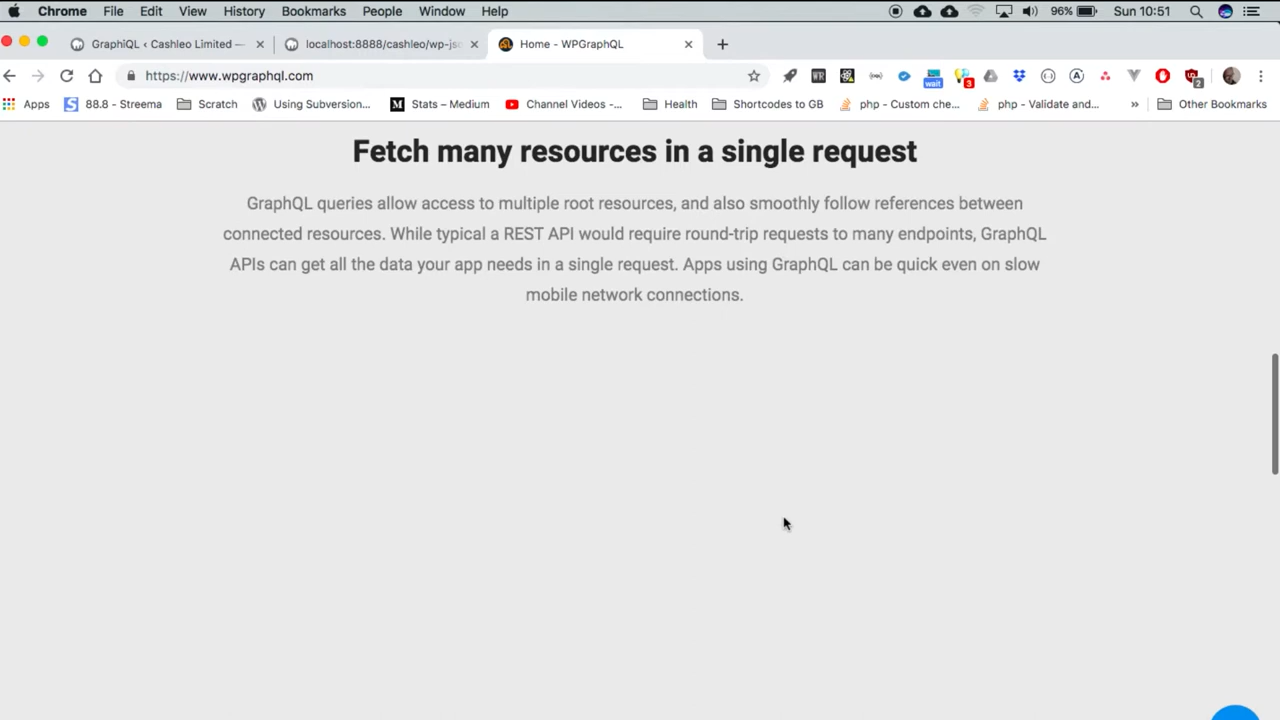 Chrome File Edit View History Bookmarks People Window Help 96% Sun 10:51
GraphiQL ‹ Cashleo Limited — localhost:8888/cashleo/wp-js Home - WPGraphQL
https://www.wpgraphql.com
Apps 88.8 - Streema Scratch Using Subversion... Stats – Medium Channel Videos -... Health Shortcodes to GB php - Custom che... php - Validate and... » Other Bookmarks
Fetch many resources in a single request
GraphQL queries allow access to multiple root resources, and also smoothly follow references between
connected resources. While typical a REST API would require round-trip requests to many endpoints, GraphQL
APIs can get all the data your app needs in a single request. Apps using GraphQL can be quick even on slow
mobile network connections.